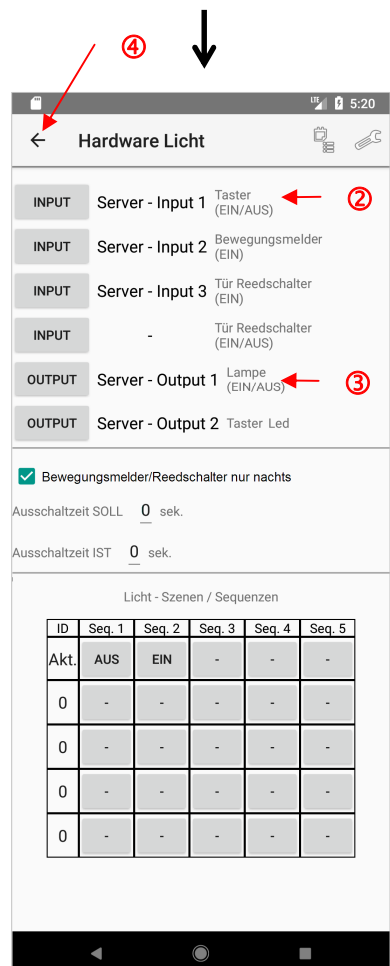 ④
LTE 5:20
Hardware Licht
INPUT Server - Input 1 Taster
(EIN/AUS) ②
INPUT Server - Input 2 Bewegungsmelder
(EIN)
INPUT Server - Input 3 Tür Reedschalter
(EIN)
INPUT - Tür Reedschalter
(EIN/AUS)
OUTPUT Server - Output 1 Lampe
(EIN/AUS) ③
OUTPUT Server - Output 2 Taster Led
Bewegungsmelder/Reedschalter nur nachts
Ausschaltzeit SOLL 0 sek.
Ausschaltzeit IST 0 sek.
Licht - Szenen / Sequenzen
ID Seq. 1 Seq. 2 Seq. 3 Seq. 4 Seq. 5
Akt. AUS EIN - - -
0 - - - - -
0 - - - - -
0 - - - - -
0 - - - - -